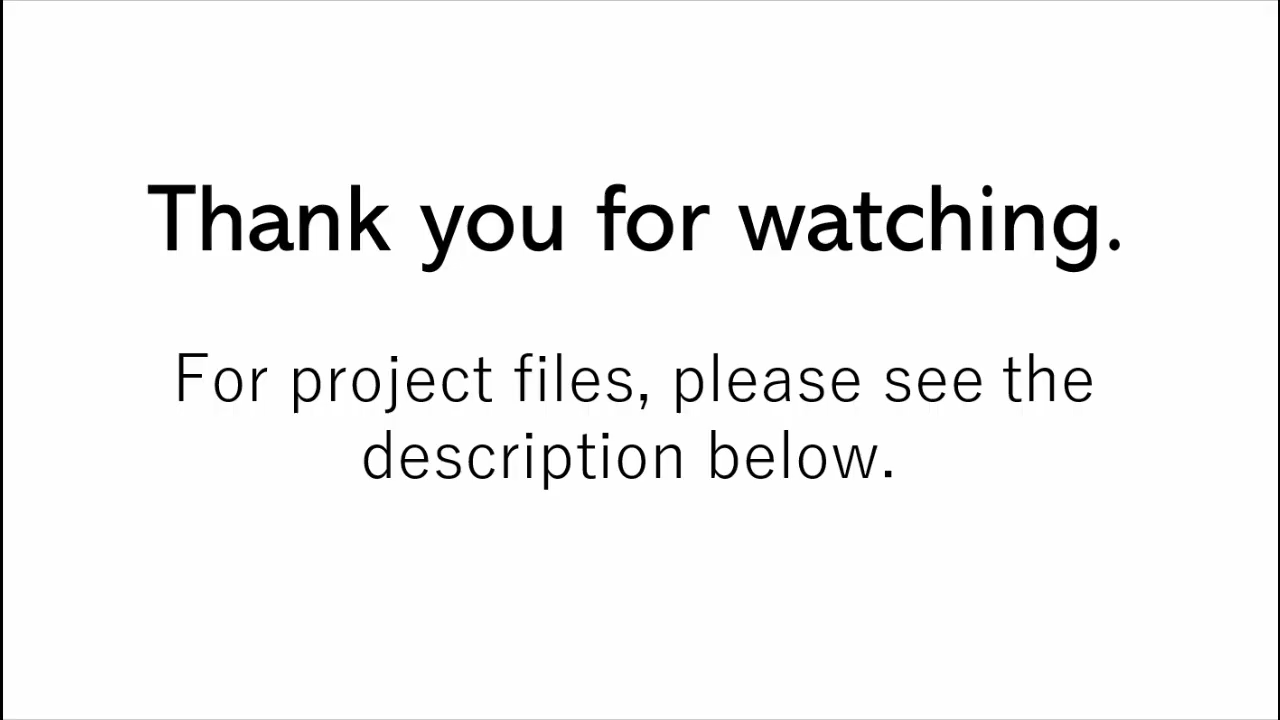 Thank you for watching.
For project files, please see the
description below.